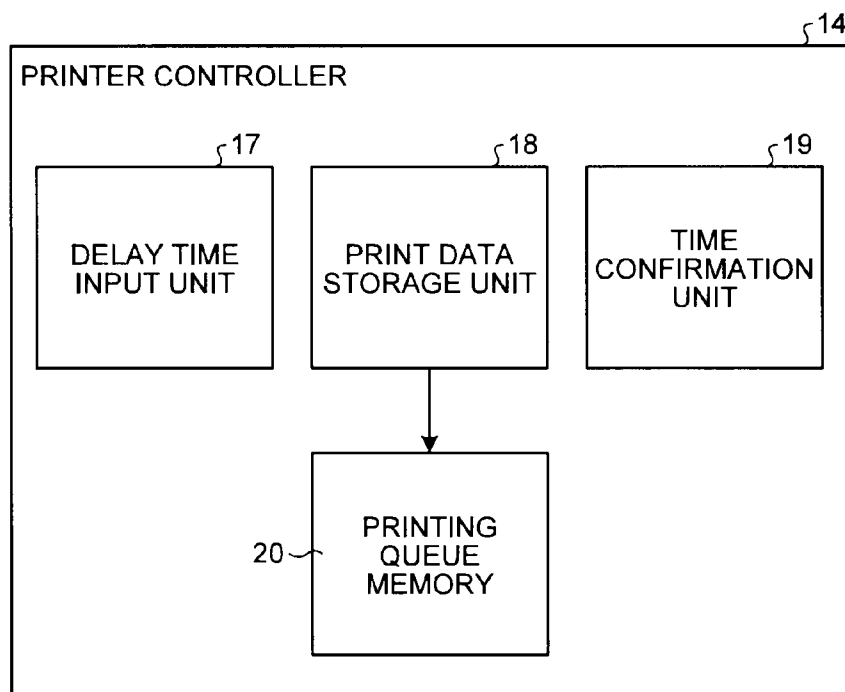 14
PRINTER CONTROLLER
17
18
19
DELAY TIME
INPUT UNIT
PRINT DATA
STORAGE UNIT
TIME
CONFIRMATION
UNIT
20
PRINTING
QUEUE
MEMORY